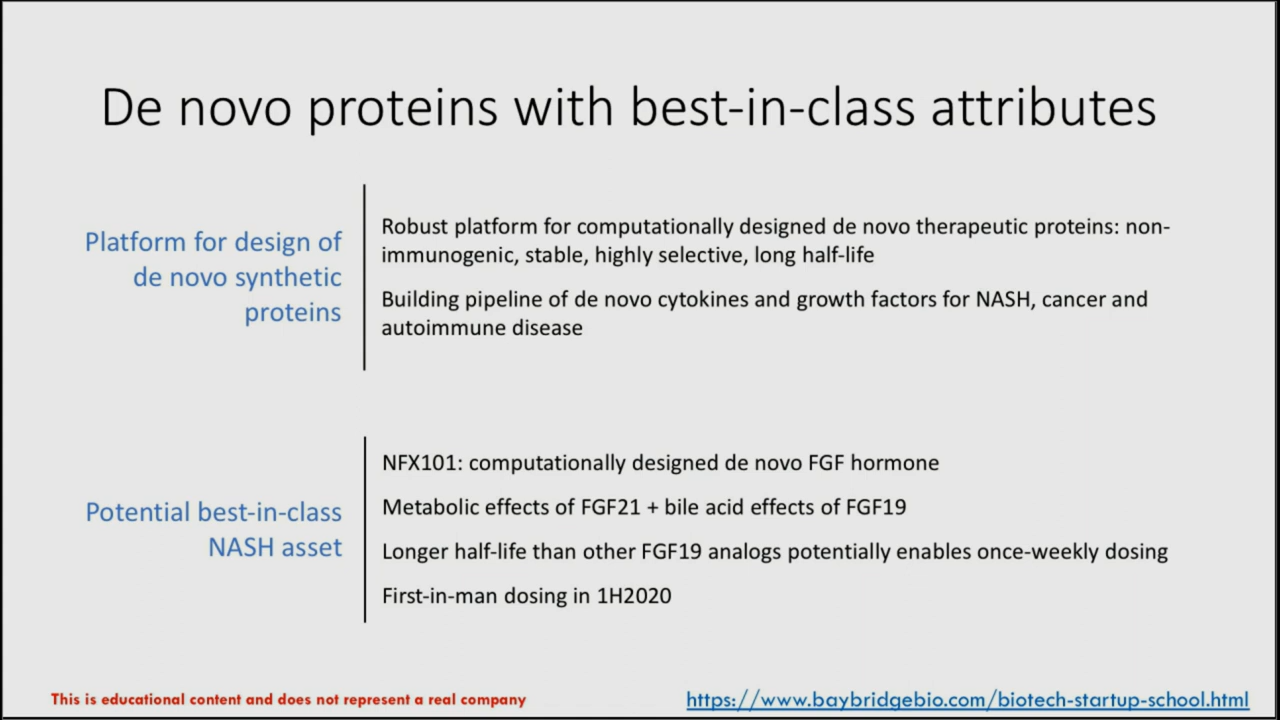 De novo proteins with best-in-class attributes
Platform for design of
de novo synthetic
proteins
Robust platform for computationally designed de novo therapeutic proteins: non-
immunogenic, stable, highly selective, long half-life
Building pipeline of de novo cytokines and growth factors for NASH, cancer and
autoimmune disease
Potential best-in-class
NASH asset
NFX101: computationally designed de novo FGF hormone
Metabolic effects of FGF21 + bile acid effects of FGF19
Longer half-life than other FGF19 analogs potentially enables once-weekly dosing
First-in-man dosing in 1H2020
This is educational content and does not represent a real company
https://www.baybridgebio.com/biotech-startup-school.html